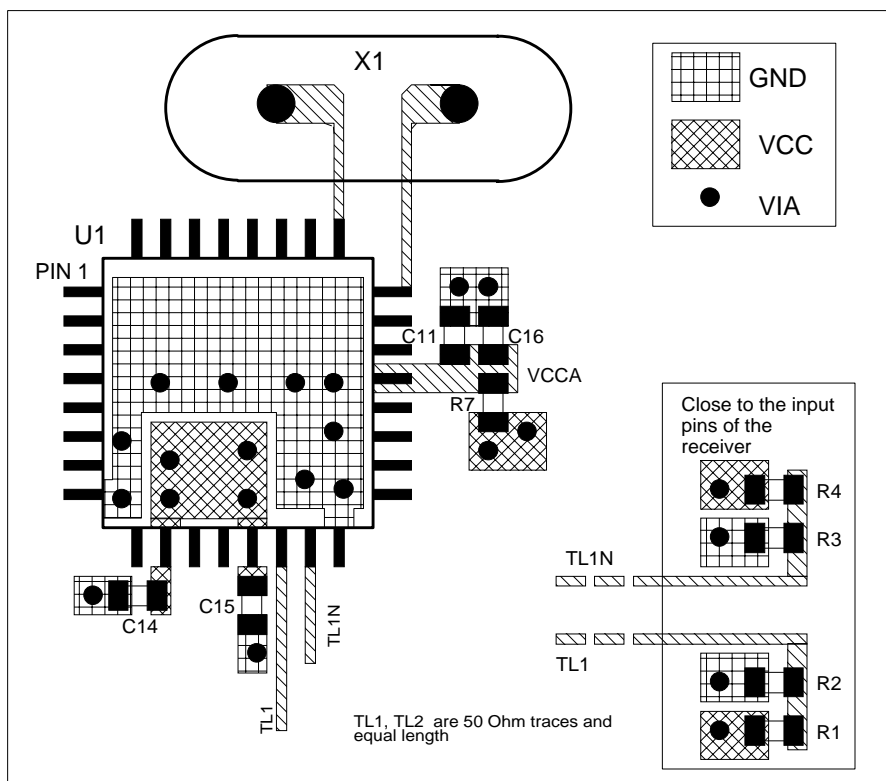 X1
GND
VCC
VIA
U1
PIN 1
C11
C16
VCCA
R7
Close to the input
pins of the
receiver
R4
R3
TL1N
C14
C15
TL1
TL1N
TL1
R2
R1
TL1, TL2 are 50 Ohm traces and
equal length